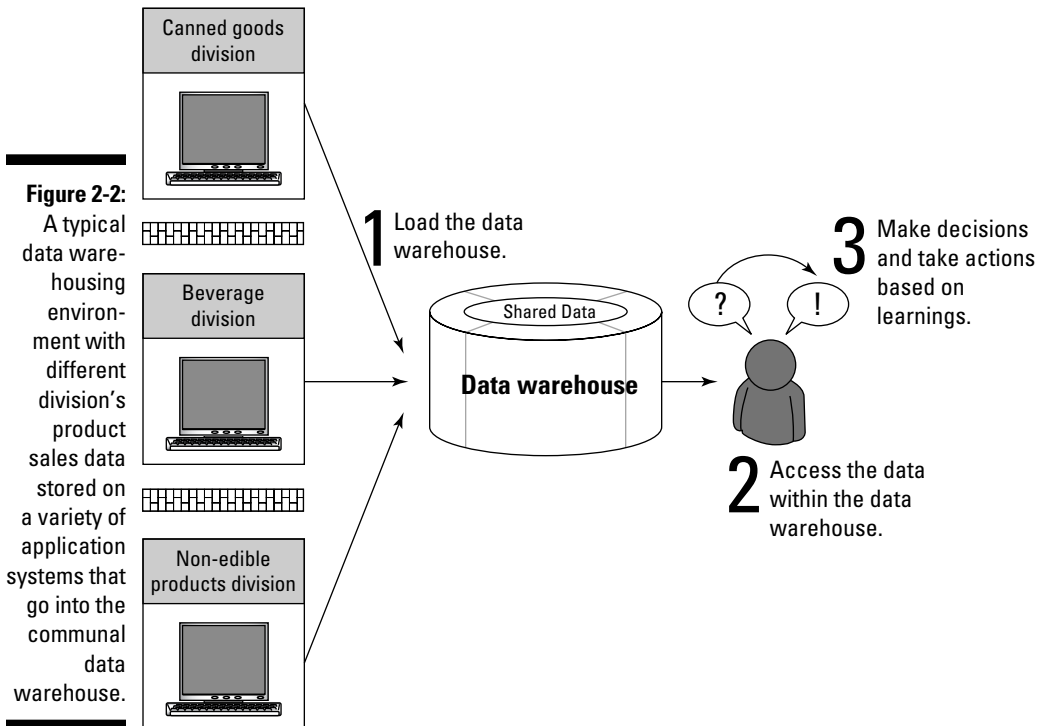 Canned goods
division
Figure 2-2:
A typical
data ware-
housing
environ-
ment with
different
division's
product
sales data
stored on
a variety of
application
systems that
go into the
communal
data
warehouse.
1 Load the data
warehouse.
Beverage
division
Shared Data
Data warehouse
?
!
3 Make decisions
and take actions
based on
learnings.
2 Access the data
within the data
warehouse.
Non-edible
products division